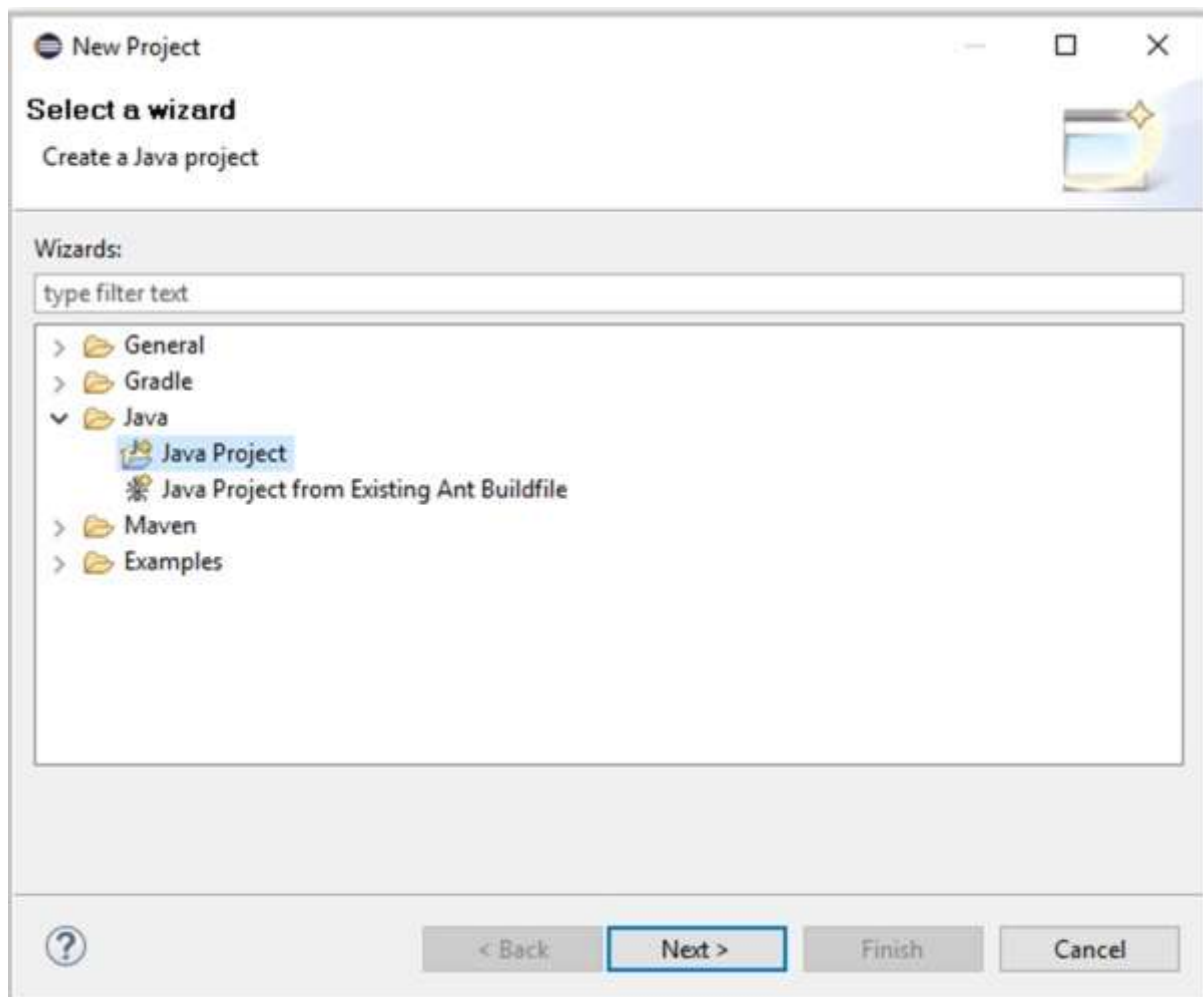 New Project
Select a wizard
Create a Java project
Wizards:
type filter text
General
Gradle
Java
Java Project
Java Project from Existing Ant Buildfile
Maven
Examples
? < Back Next > Finish Cancel